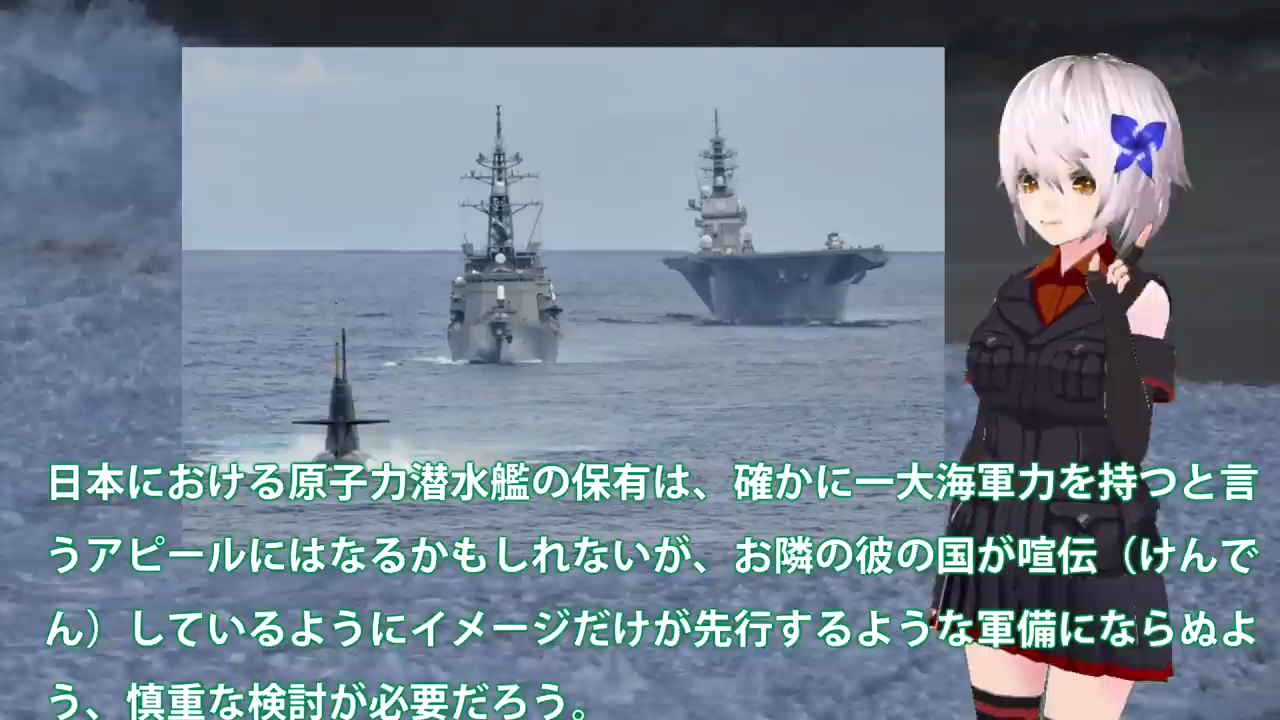 日本における原子力潜水艦の保有は、確かに一大海軍力を持つと言
うアピールにはなるかもしれないが、お隣の彼の国が喧伝（けんで
ん）しているようにイメージだけが先行するような軍備にならぬよ
う、慎重な検討が必要だろう。